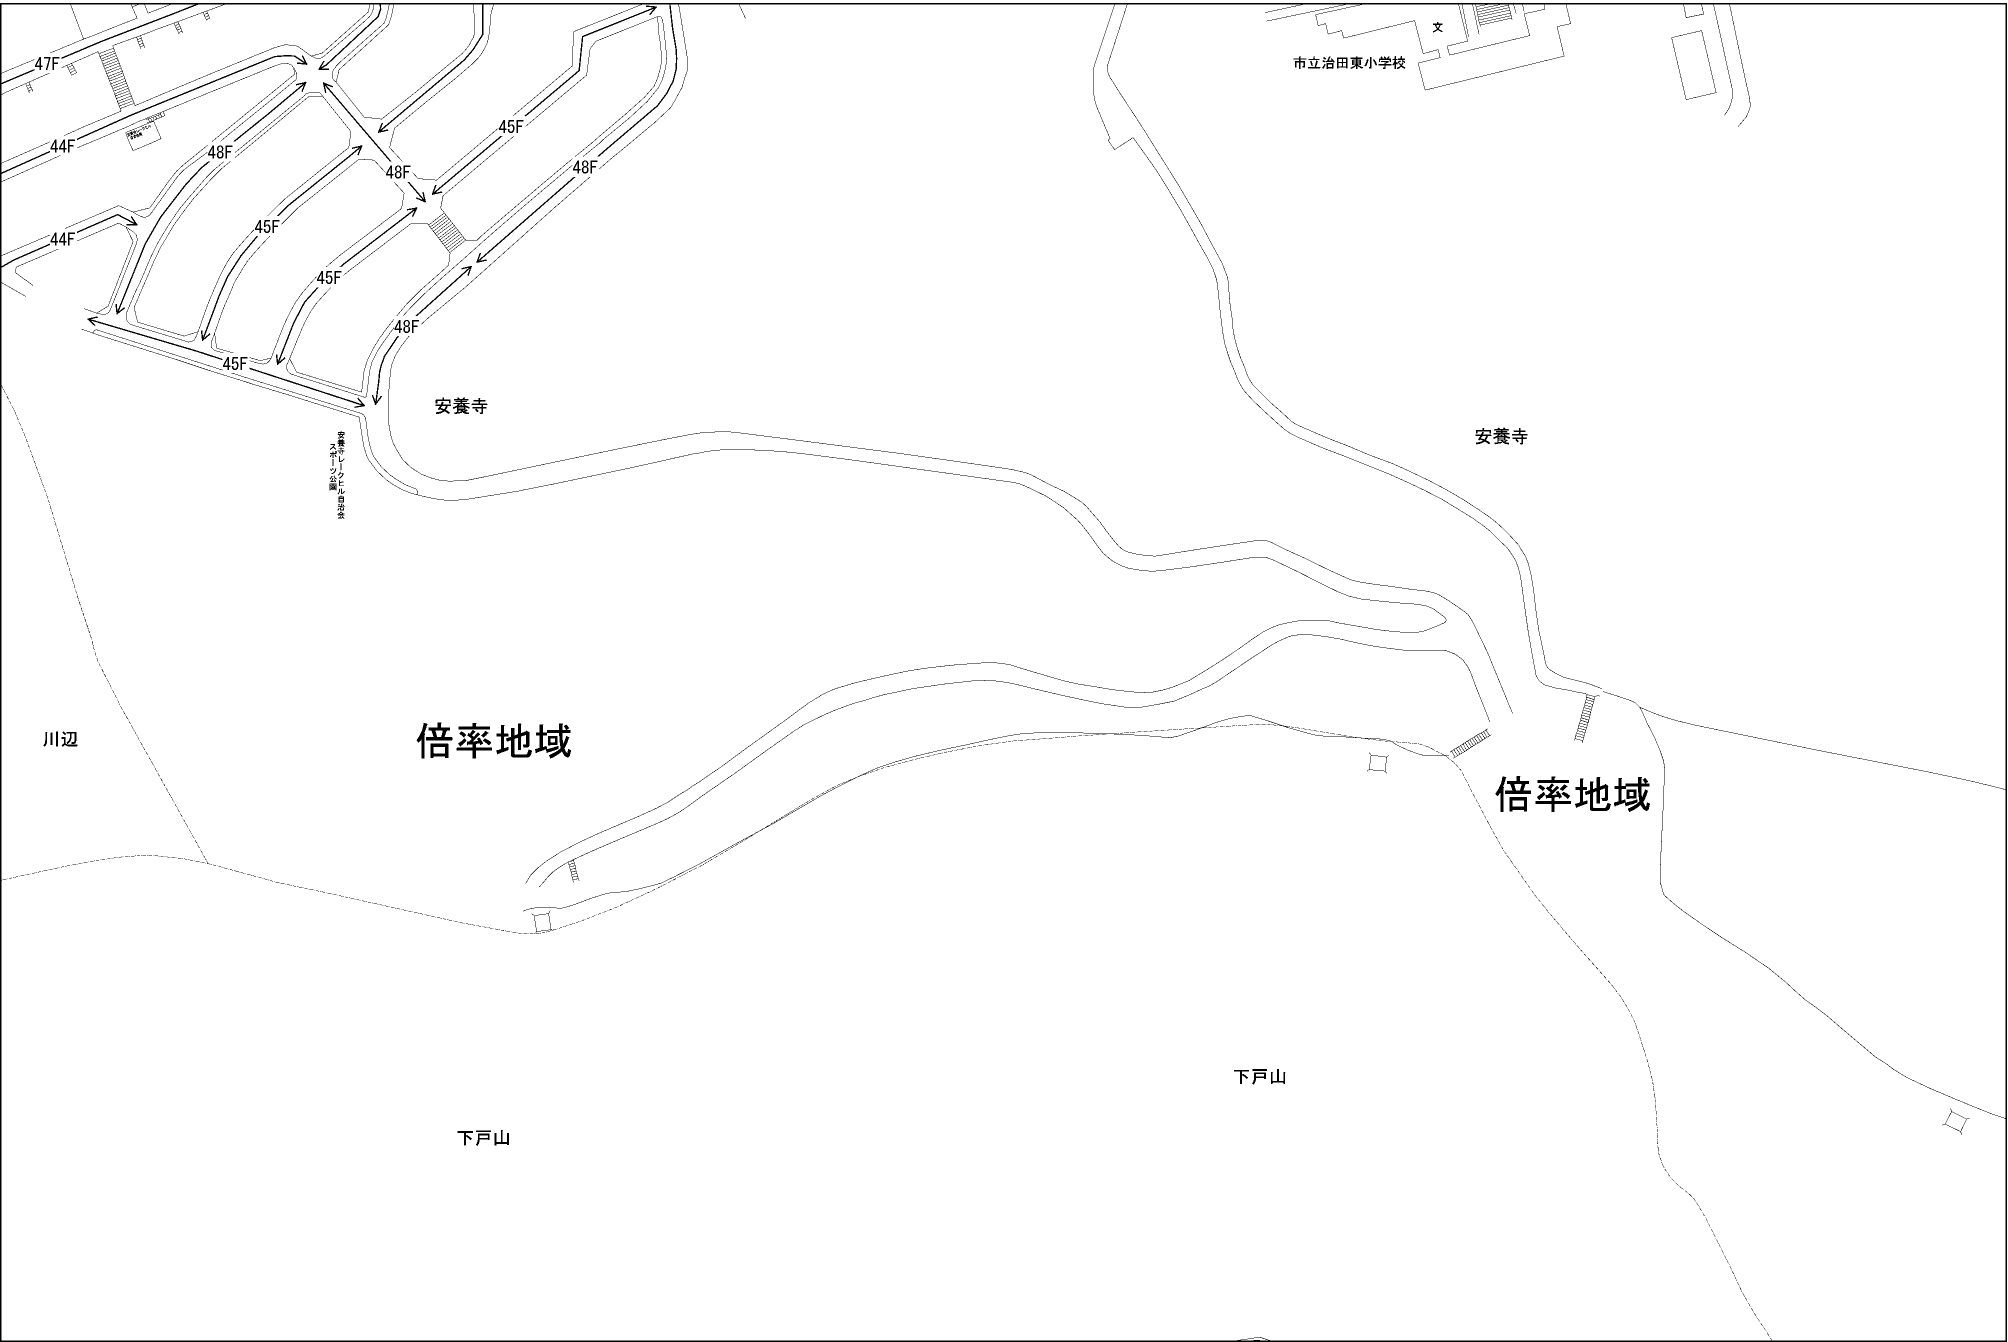 文
市立治田東小学校
47F
44F
48F
45F
48F
48F
44F
45F
45F
48F
45F
安養寺
安養寺
安養寺レークヒル自治会
スポーツ公園
川辺
倍率地域
倍率地域
下戸山
下戸山